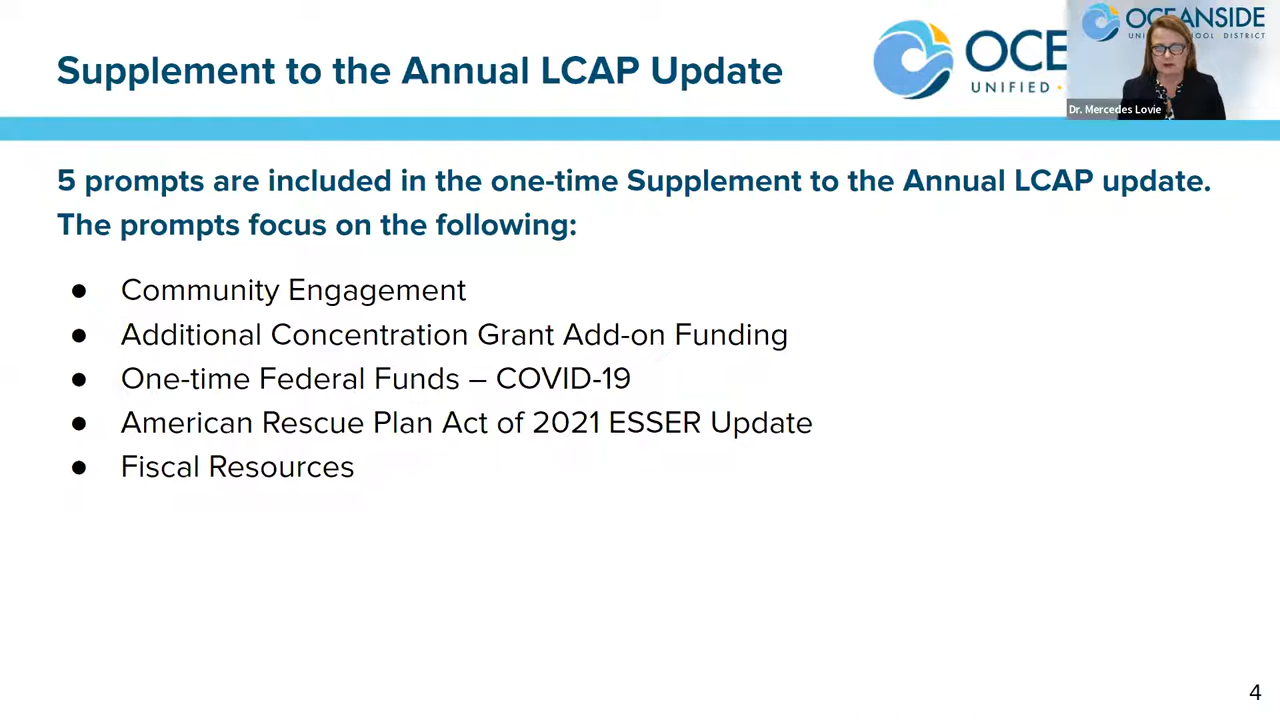 Supplement to the Annual LCAP Update
OCE
UNIFIED
OCEANSIDE
UNI SCHOOL DISTRICT
Dr. Mercedes Lovie
5 prompts are included in the one-time Supplement to the Annual LCAP update.
The prompts focus on the following:
● Community Engagement
● Additional Concentration Grant Add-on Funding
● One-time Federal Funds – COVID-19
● American Rescue Plan Act of 2021 ESSER Update
● Fiscal Resources
4